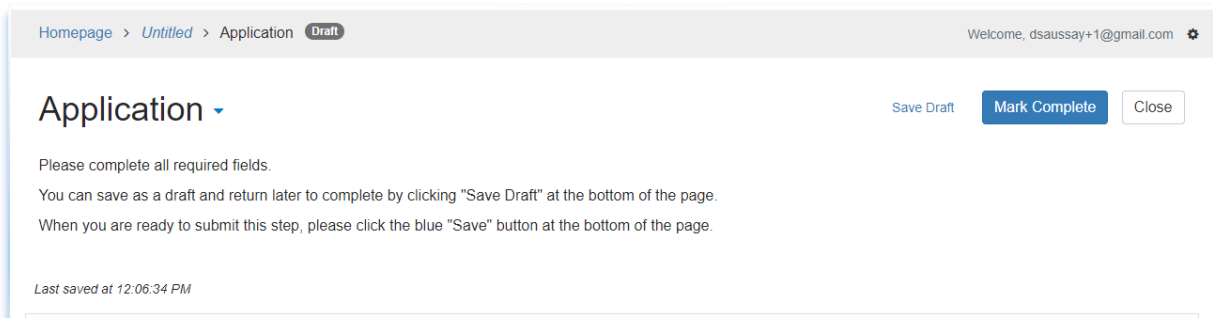 Homepage > Untitled > Application Draft
Welcome, dsaussay+1@gmail.com
Application
Save Draft
Mark Complete
Close
Please complete all required fields.
You can save as a draft and return later to complete by clicking "Save Draft" at the bottom of the page.
When you are ready to submit this step, please click the blue "Save" button at the bottom of the page.
Last saved at 12:06:34 PM